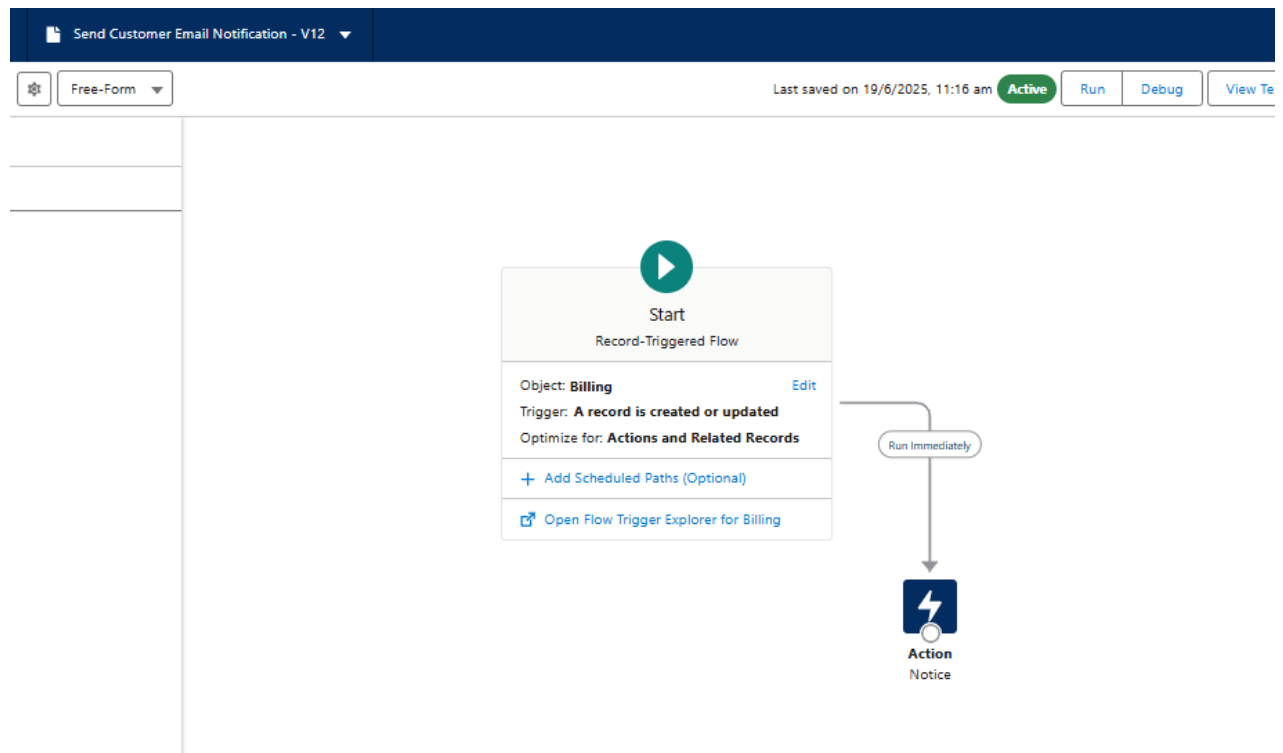 Send Customer Email Notification - V12
Free-Form
Last saved on 19/6/2025, 11:16 am Active Run Debug View Te
Start
Record-Triggered Flow
Object: Billing Edit
Trigger: A record is created or updated
Optimize for: Actions and Related Records
Run Immediately
+ Add Scheduled Paths (Optional)
Open Flow Trigger Explorer for Billing
Action
Notice